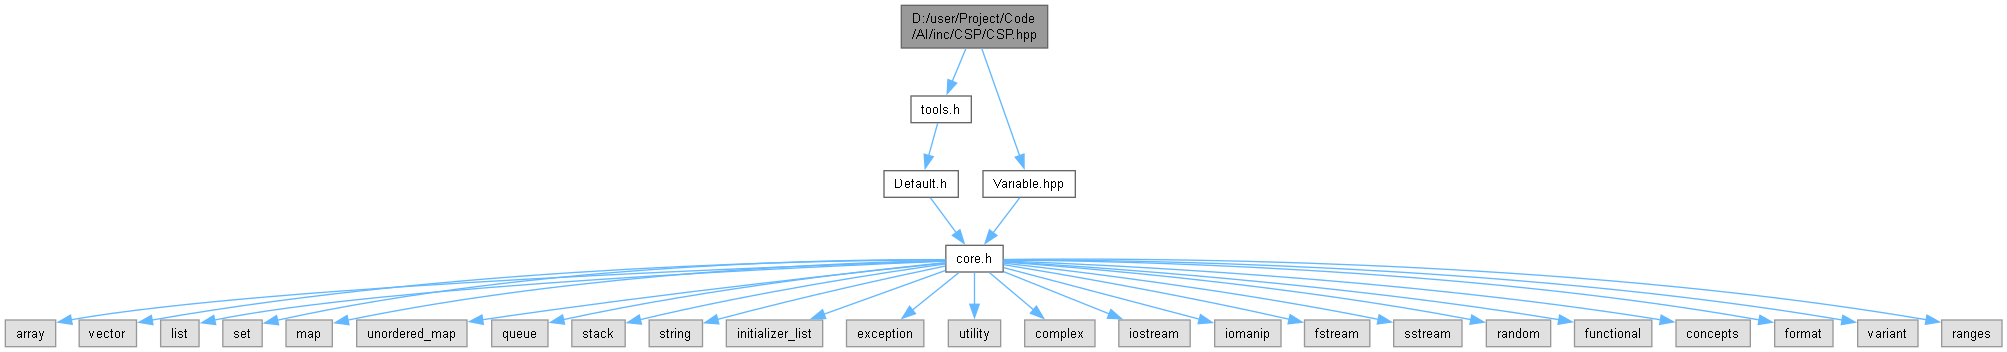 D:/user/Project/Code
/AI/inc/CSP/CSP.hpp
tools.h
Default.h
Variable.hpp
core.h
array
vector
list
set
map
unordered_map
queue
stack
string
initializer_list
exception
utility
complex
iostream
iomanip
fstream
sstream
random
functional
concepts
format
variant
ranges